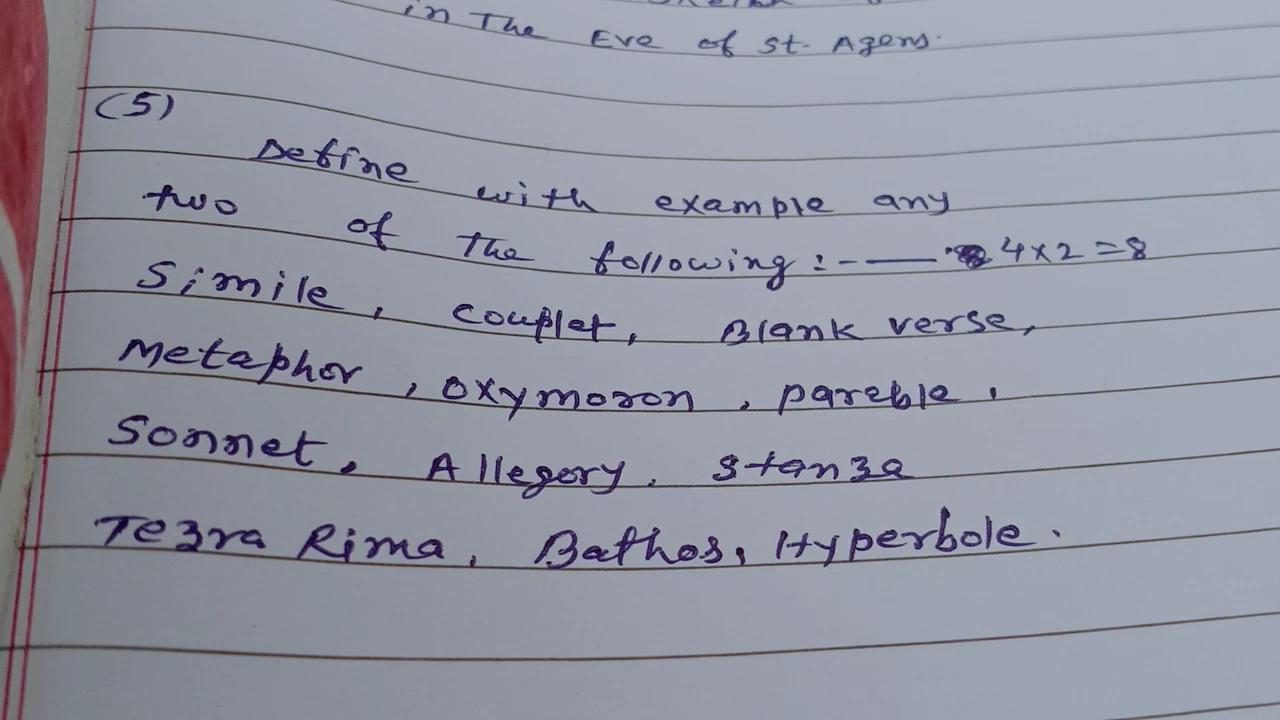 in The Eve of St. Agens.
(5)
Define with example any
two of the following :- — 4×2=8
Simile, couplet, Blank verse,
Metaphor, oxymoron, pareble,
Sonnet, Allegory, Stanza
Tezra Rima, Bathos, Hyperbole.